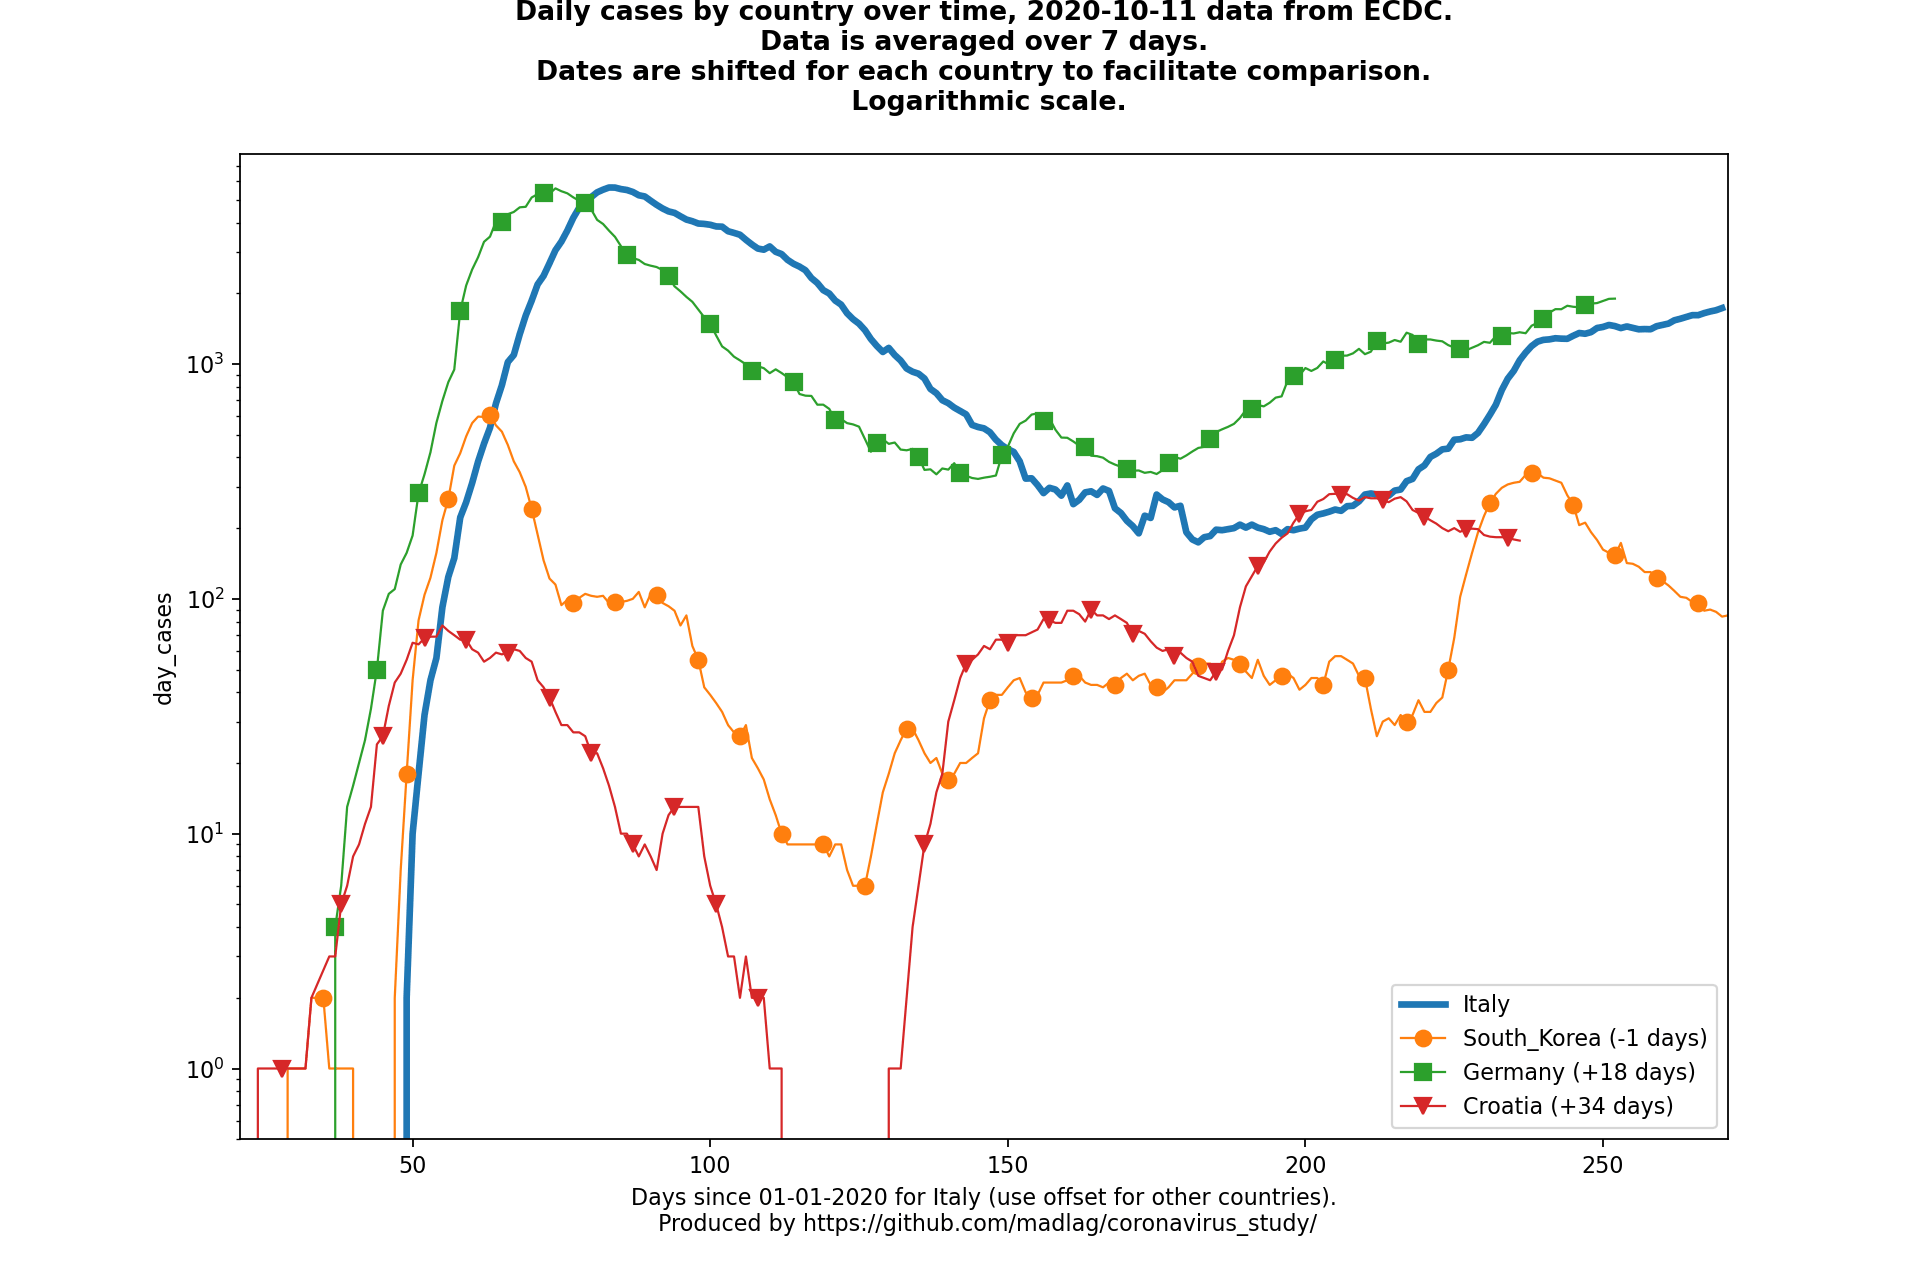 Daily cases by country over time, 2020-10-11 data from ECDC.
Data is averaged over 7 days.
Dates are shifted for each country to facilitate comparison.
Logarithmic scale.
day_cases
10³
10²
10¹
10⁰
50
100
150
200
250
Italy
South_Korea (-1 days)
Germany (+18 days)
Croatia (+34 days)
Days since 01-01-2020 for Italy (use offset for other countries).
Produced by https://github.com/madlag/coronavirus_study/